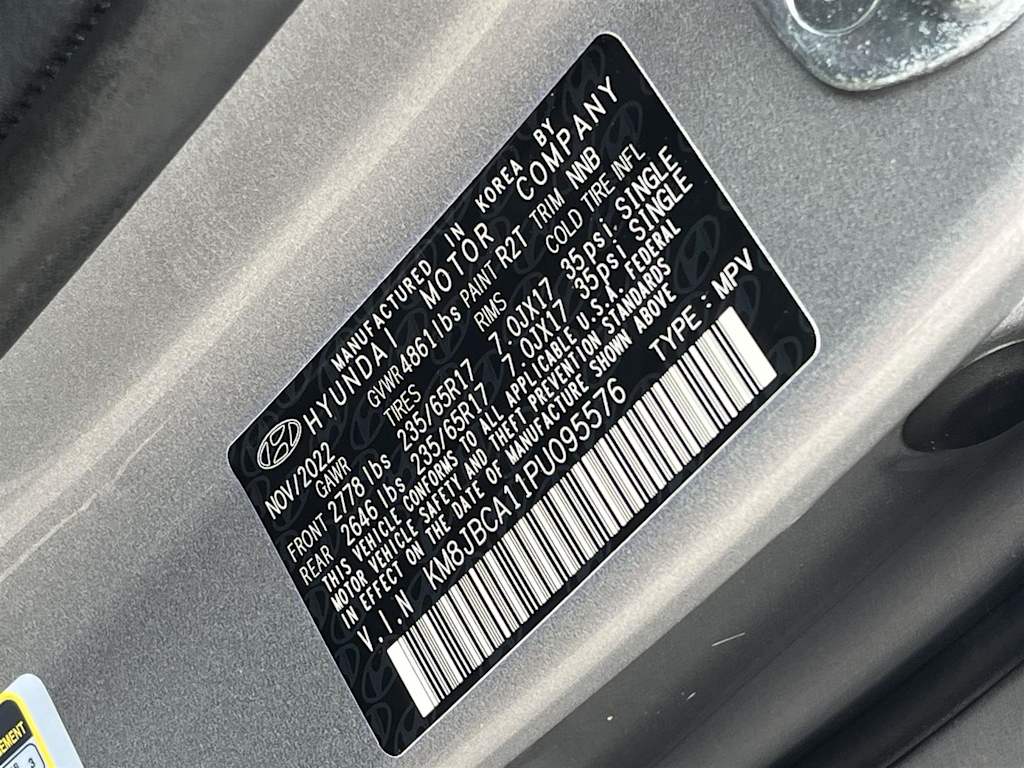 MANUFACTURED IN KOREA BY
HYUNDAI MOTOR COMPANY
NOV/2022 GVWR 4861 lbs PAINT R2T TRIM NNB
GAWR TIRES RIMS COLD TIRE INFL
FRONT 2778 lbs 235/65R17 7.0JX17 35psi SINGLE
REAR 2646 lbs 235/65R17 7.0JX17 35psi SINGLE
THIS VEHICLE CONFORMS TO ALL APPLICABLE U.S.A. FEDERAL
MOTOR VEHICLE SAFETY AND THEFT PREVENTION STANDARDS
IN EFFECT ON THE DATE OF MANUFACTURE SHOWN ABOVE
V.I.N KM8JBCA11PU095576 TYPE : MPV